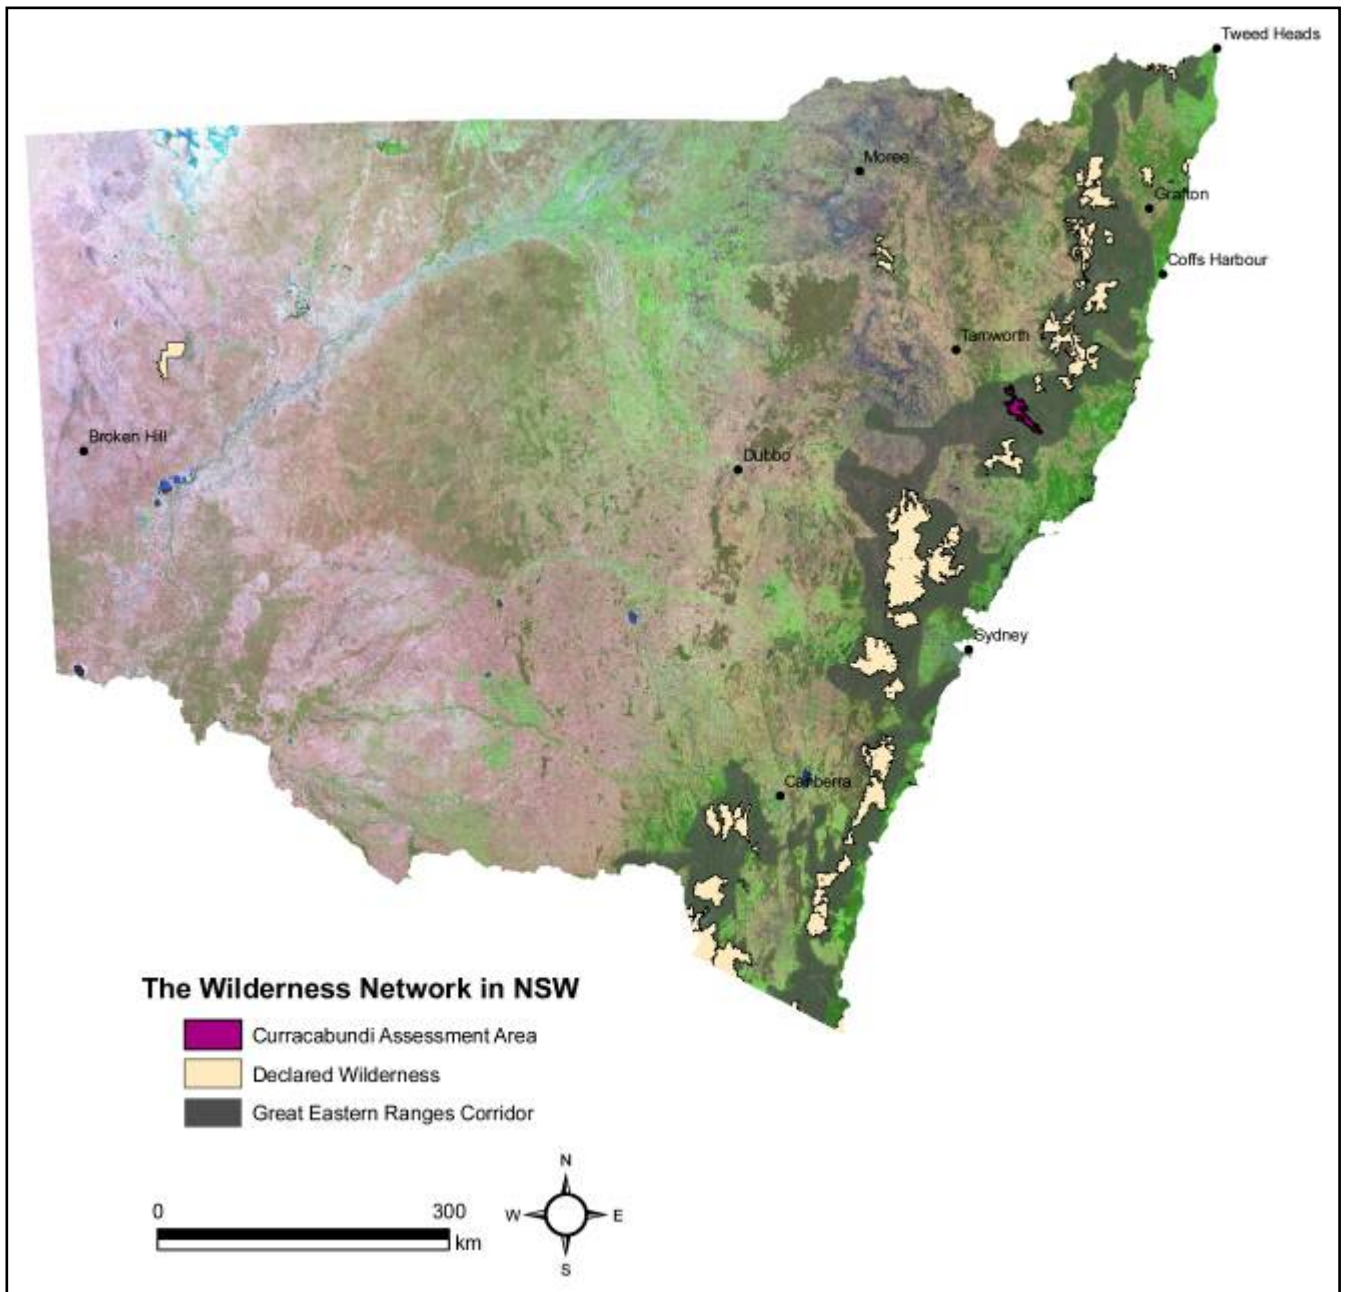 Tweed Heads
Moree
Grafton
Coffs Harbour
Tamworth
Broken Hill
Dubbo
Sydney
Canberra
The Wilderness Network in NSW
Curracabundi Assessment Area
Declared Wilderness
Great Eastern Ranges Corridor
N
0 300
W E
km
S